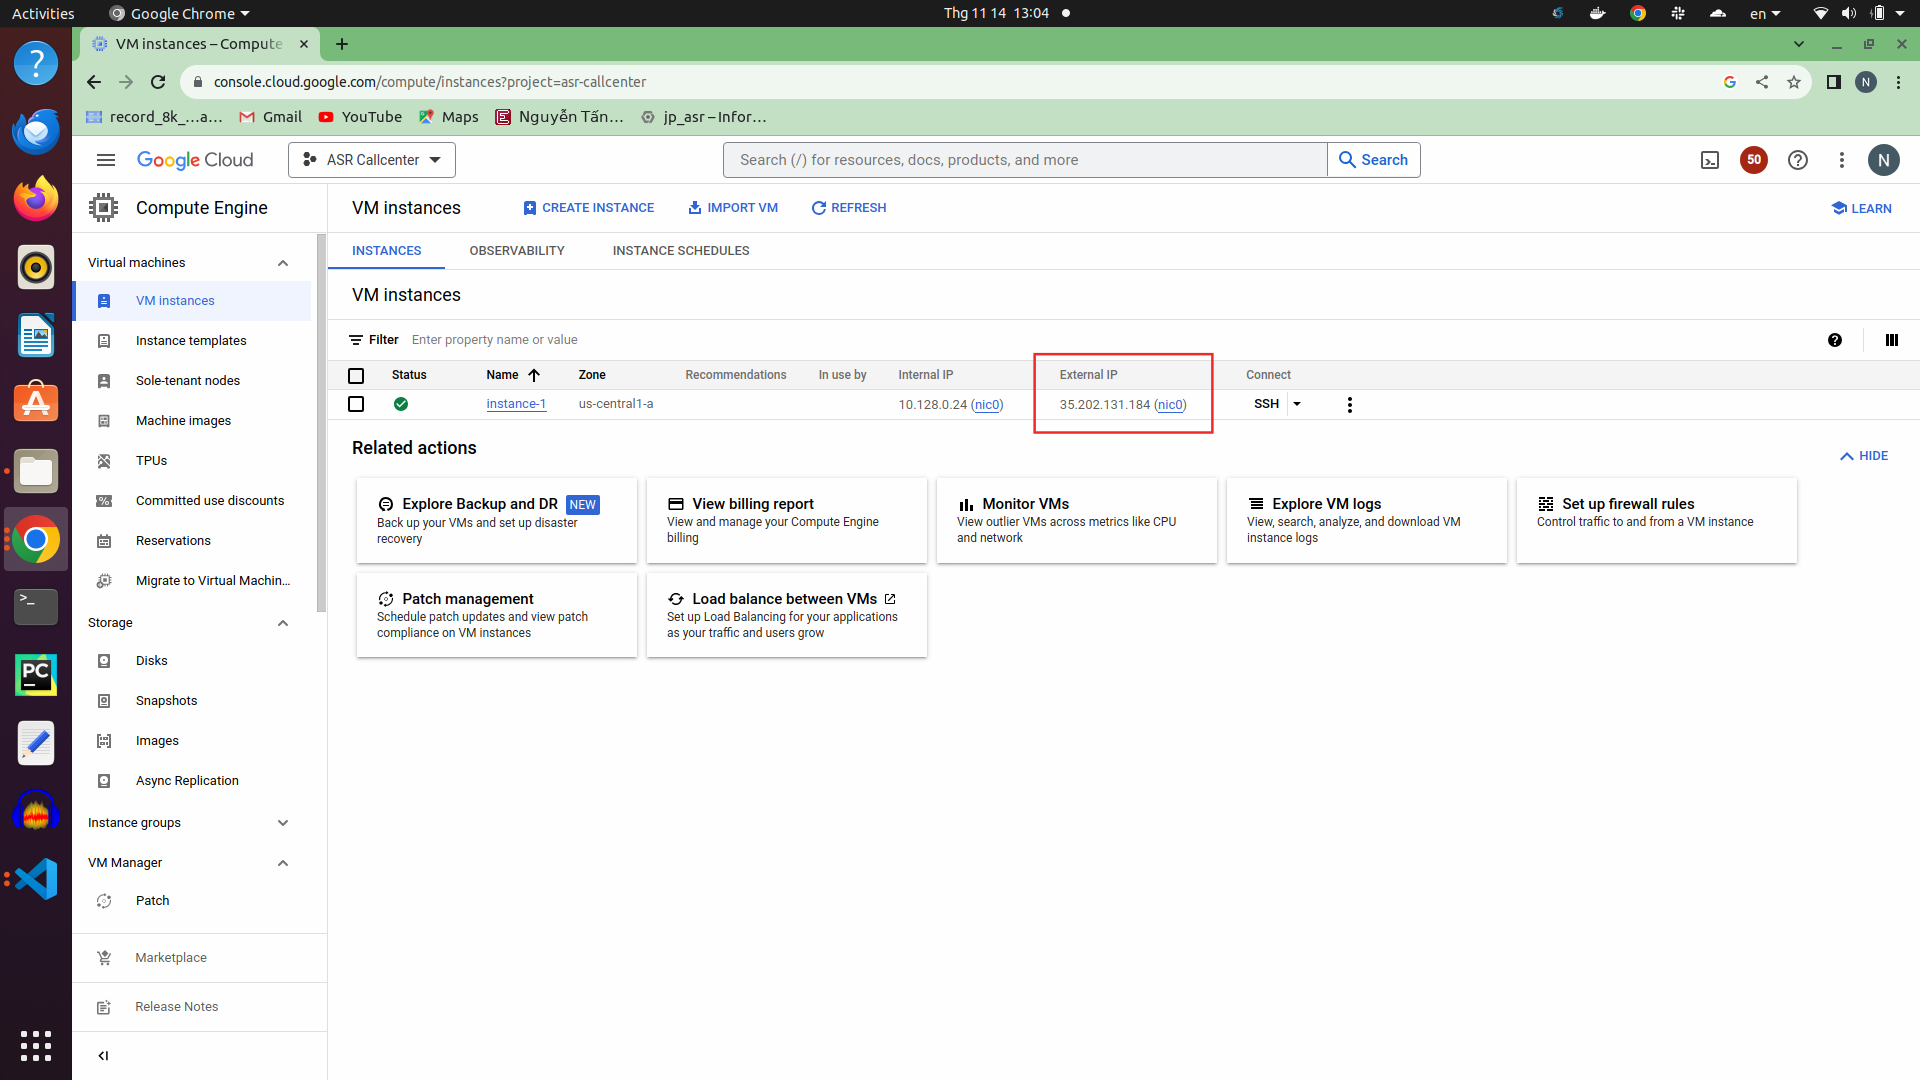 Activities
Google Chrome
Thg 11 14 13:04
en
VM instances – Compute
console.cloud.google.com/compute/instances?project=asr-callcenter
N
record_8k_...a...
Gmail
YouTube
Maps
Nguyễn Tấn...
jp_asr – Infor...
Google Cloud
ASR Callcenter
Search (/) for resources, docs, products, and more
Search
50
N
Compute Engine
VM instances
CREATE INSTANCE
IMPORT VM
REFRESH
LEARN
INSTANCES
OBSERVABILITY
INSTANCE SCHEDULES
Virtual machines
VM instances
Instance templates
Sole-tenant nodes
Machine images
TPUs
Committed use discounts
Reservations
Migrate to Virtual Machin...
Storage
Disks
Snapshots
Images
Async Replication
Instance groups
VM Manager
Patch
Marketplace
Release Notes
VM instances
Filter
Enter property name or value
Status
Name
Zone
Recommendations
In use by
Internal IP
External IP
Connect
instance-1
us-central1-a
10.128.0.24 (nic0)
35.202.131.184 (nic0)
SSH
Related actions
HIDE
Explore Backup and DR NEW
Back up your VMs and set up disaster
recovery
View billing report
View and manage your Compute Engine
billing
Monitor VMs
View outlier VMs across metrics like CPU
and network
Explore VM logs
View, search, analyze, and download VM
instance logs
Set up firewall rules
Control traffic to and from a VM instance
Patch management
Schedule patch updates and view patch
compliance on VM instances
Load balance between VMs
Set up Load Balancing for your applications
as your traffic and users grow
PC